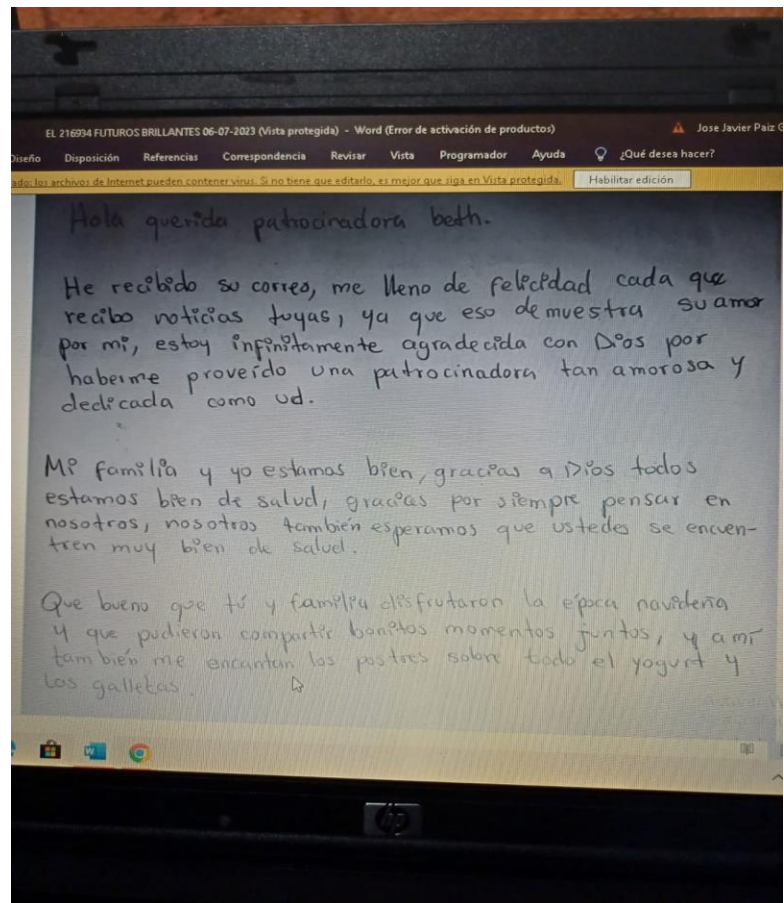 EL 216934 FUTUROS BRILLANTES 06-07-2023 (Vista protegida) - Word (Error de activación de productos) Jose Javier Paiz G
Diseño Disposición Referencias Correspondencia Revisar Vista Programador Ayuda ¿Qué desea hacer?
ado: los archivos de Internet pueden contener virus. Si no tiene que editarlo, es mejor que siga en Vista protegida. Habilitar edición
Hola querida patrocinadora beth.
He recibido su correo, me lleno de felicidad cada que
recibo noticias tuyas, ya que eso demuestra su amor
por mi, estoy infinitamente agradecida con Dios por
haberme proveído una patrocinadora tan amorosa y
dedicada como ud.
Mi familia y yo estamos bien, gracias a Dios todos
estamos bien de salud, gracias por siempre pensar en
nosotros, nosotros también esperamos que ustedes se encuen-
tren muy bien de salud.
Que bueno que tú y familia disfrutaron la época navideña
y que pudieron compartir bonitos momentos juntos, y a mí
también me encantan los postres sobre todo el yogurt y
las galletas.
hp